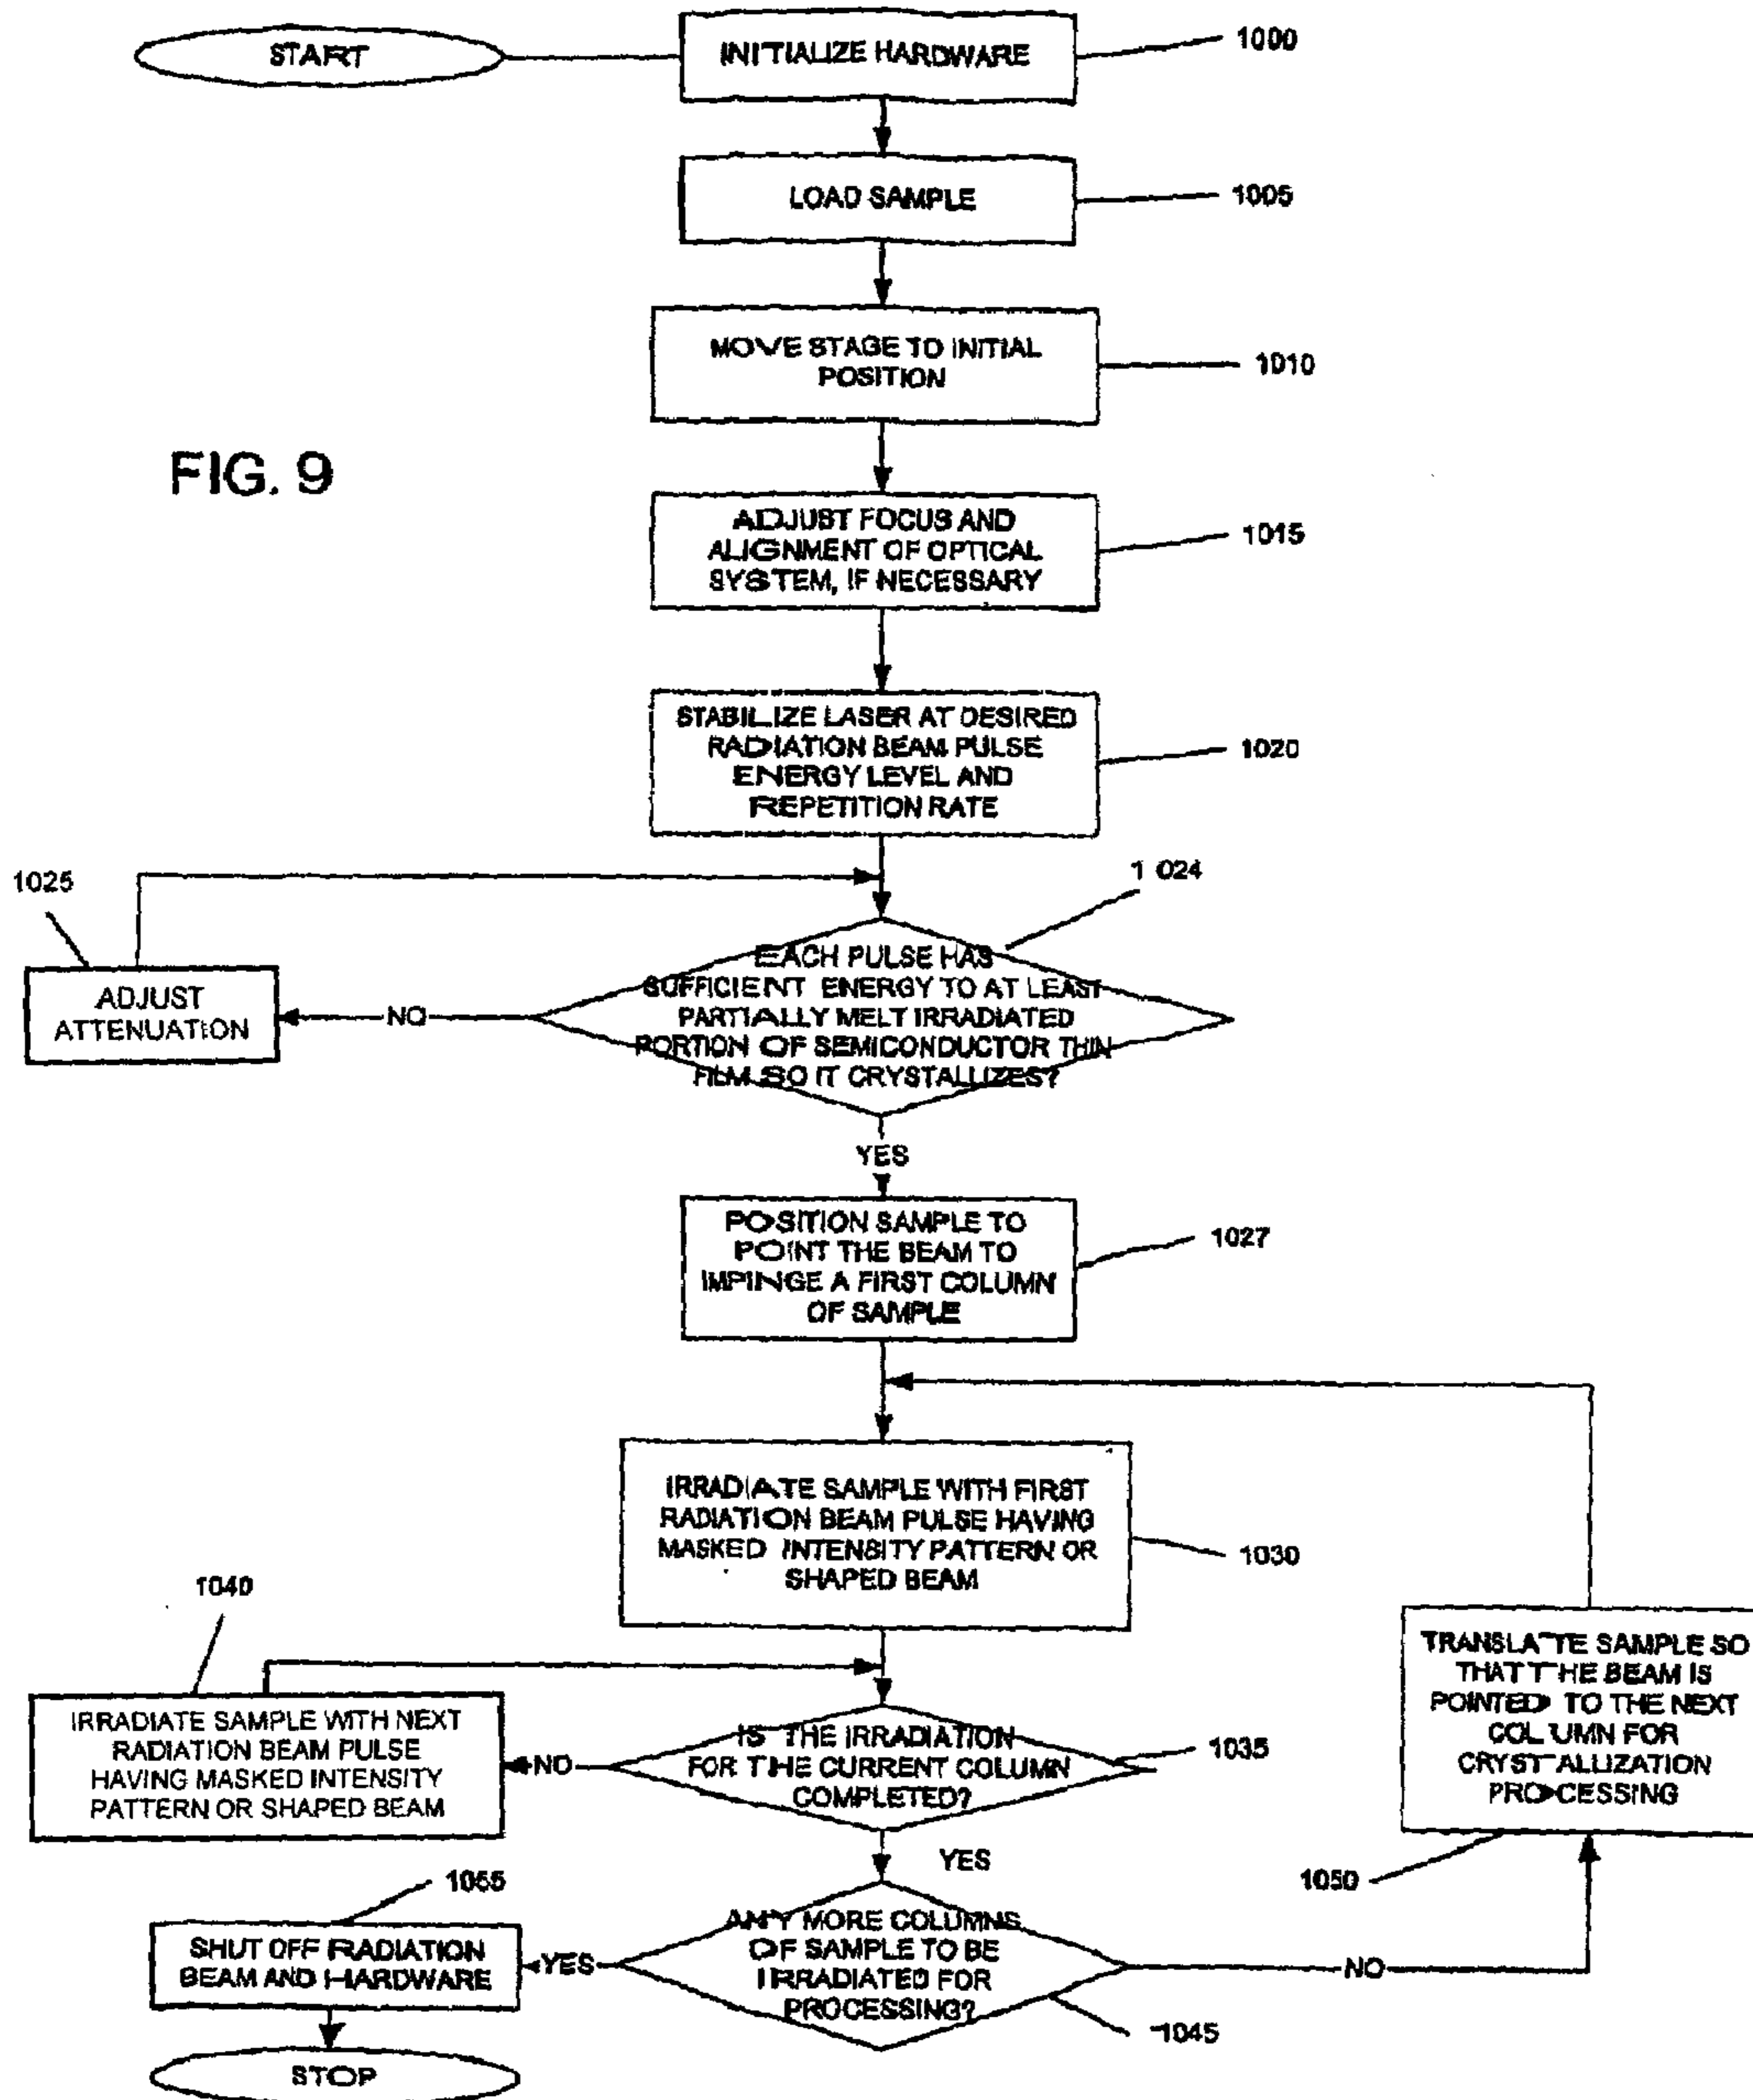 START
INITIALIZE HARDWARE
1000
LOAD SAMPLE
1005
MOVE STAGE TO INITIAL
POSITION
1010
FIG. 9
ADJUST FOCUS AND
ALIGNMENT OF OPTICAL
SYSTEM, IF NECESSARY
1015
STABILIZE LASER AT DESIRED
RADIATION BEAM PULSE
ENERGY LEVEL AND
REPETITION RATE
1020
1025
1024
ADJUST
ATTENUATION
NO
EACH PULSE HAS
SUFFICIENT ENERGY TO AT LEAST
PARTIALLY MELT IRRADIATED
PORTION OF SEMICONDUCTOR THIN
FILM SO IT CRYSTALLIZES?
YES
POSITION SAMPLE TO
POINT THE BEAM TO
IMPINGE A FIRST COLUMN
OF SAMPLE
1027
IRRADIATE SAMPLE WITH FIRST
RADIATION BEAM PULSE HAVING
MASKED INTENSITY PATTERN OR
SHAPED BEAM
1030
1040
IRRADIATE SAMPLE WITH NEXT
RADIATION BEAM PULSE
HAVING MASKED INTENSITY
PATTERN OR SHAPED BEAM
NO
IS THE IRRADIATION
FOR THE CURRENT COLUMN
COMPLETED?
1035
TRANSLATE SAMPLE SO
THAT THE BEAM IS
POINTED TO THE NEXT
COLUMN FOR
CRYSTALLIZATION
PROCESSING
1050
YES
1055
SHUT OFF RADIATION
BEAM AND HARDWARE
YES
ANY MORE COLUMNS
OF SAMPLE TO BE
IRRADIATED FOR
PROCESSING?
NO
1045
STOP